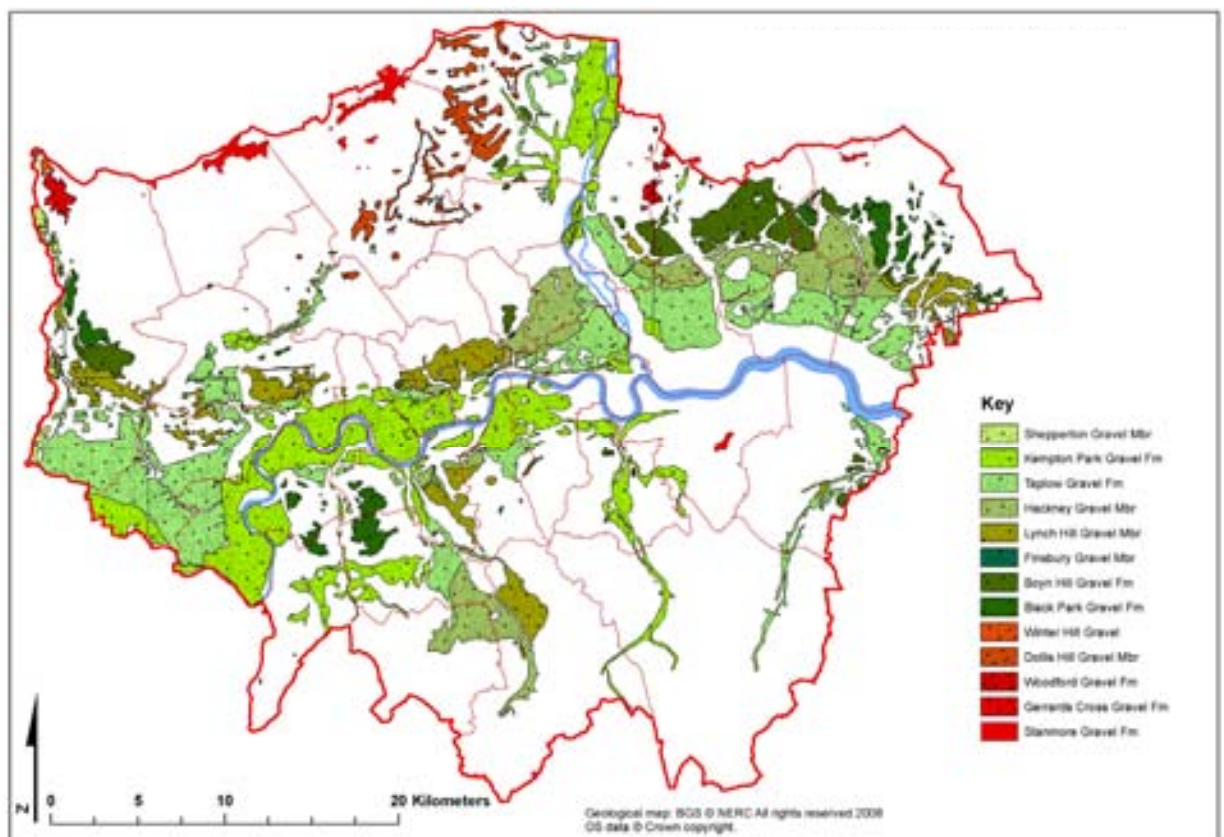 Key
Shepperton Gravel Mbr
Kempton Park Gravel Fm
Taplow Gravel Fm
Hackney Gravel Mbr
Lynch Hill Gravel Mbr
Finsbury Gravel Mbr
Boyn Hill Gravel Fm
Black Park Gravel Fm
Winter Hill Gravel
Dollis Hill Gravel Mbr
Woodford Gravel Fm
Gerrards Cross Gravel Fm
Stanmore Gravel Fm
N
0 5 10 20 Kilometers
Geological map: BGS © NERC All rights reserved 2008
OS data © Crown copyright.